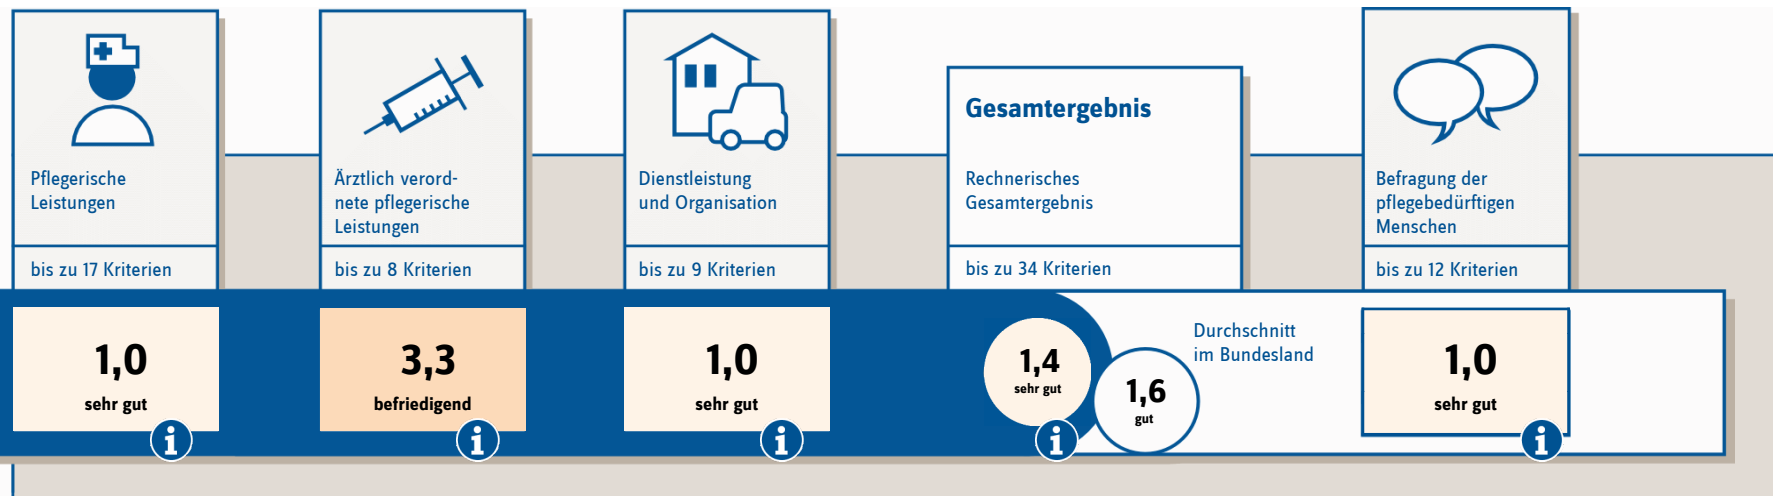 Pflegerische
Leistungen
bis zu 17 Kriterien
1,0
sehr gut
i
Ärztlich verord-
nete pflegerische
Leistungen
bis zu 8 Kriterien
3,3
befriedigend
i
Dienstleistung
und Organisation
bis zu 9 Kriterien
1,0
sehr gut
i
Gesamtergebnis
Rechnerisches
Gesamtergebnis
bis zu 34 Kriterien
1,4
sehr gut
i
1,6
gut
Durchschnitt
im Bundesland
Befragung der
pflegebedürftigen
Menschen
bis zu 12 Kriterien
1,0
sehr gut
i